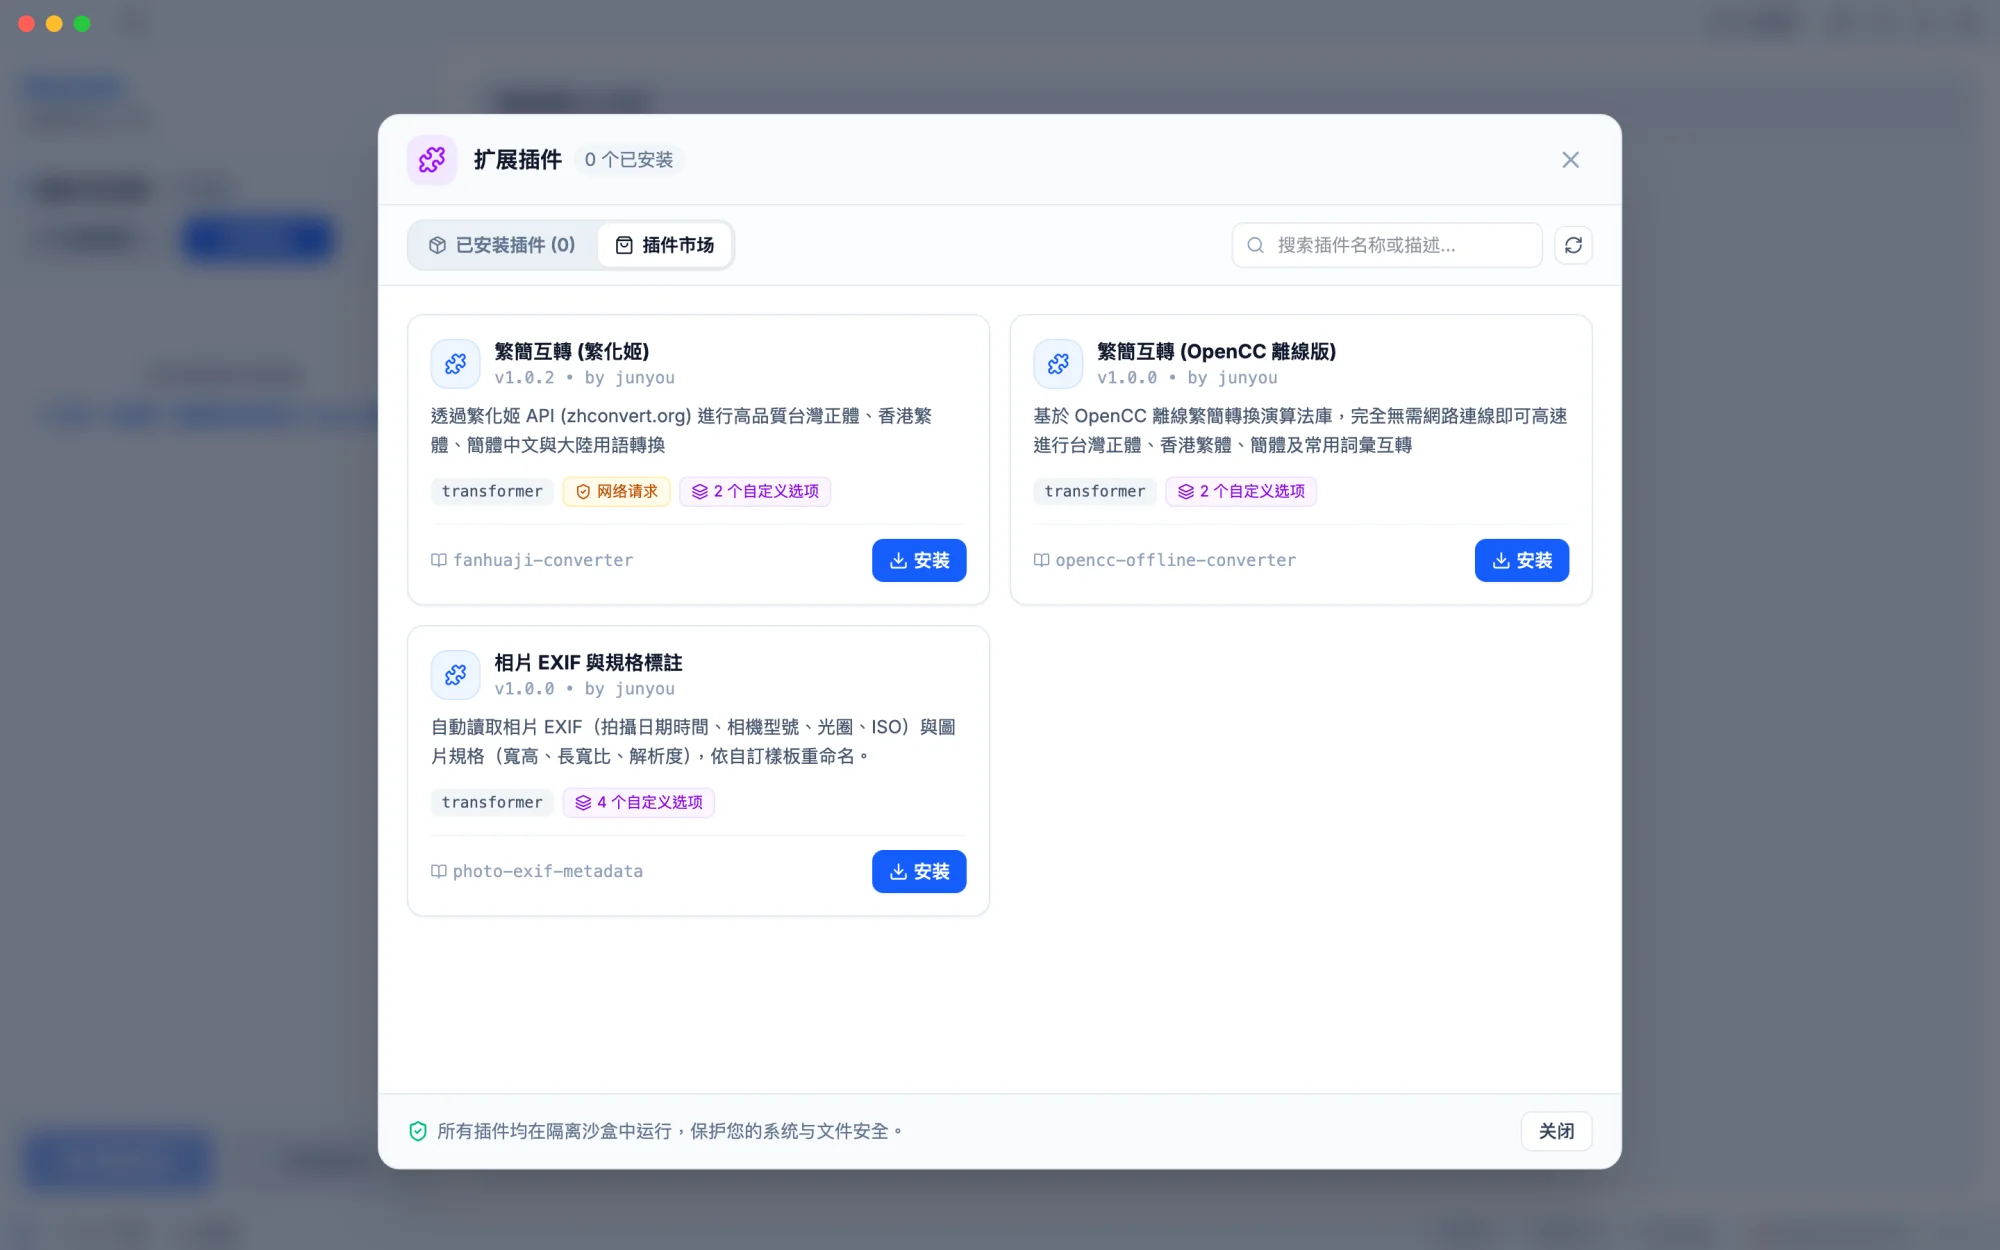 扩展插件 0 个已安装
已安装插件 (0) 插件市场 搜索插件名称或描述...
繁簡互轉 (繁化姬)
v1.0.2 • by junyou
透過繁化姬 API (zhconvert.org) 進行高品質台灣正體、香港繁
體、簡體中文與大陸用語轉換
transformer 网络请求 2 个自定义选项
fanhuaji-converter 安装
繁簡互轉 (OpenCC 離線版)
v1.0.0 • by junyou
基於 OpenCC 離線繁簡轉換演算法庫，完全無需網路連線即可高速
進行台灣正體、香港繁體、簡體及常用詞彙互轉
transformer 2 个自定义选项
opencc-offline-converter 安装
相片 EXIF 與規格標註
v1.0.0 • by junyou
自動讀取相片 EXIF（拍攝日期時間、相機型號、光圈、ISO）與圖
片規格（寬高、長寬比、解析度），依自訂樣板重命名。
transformer 4 个自定义选项
photo-exif-metadata 安装
所有插件均在隔离沙盒中运行，保护您的系统与文件安全。 关闭